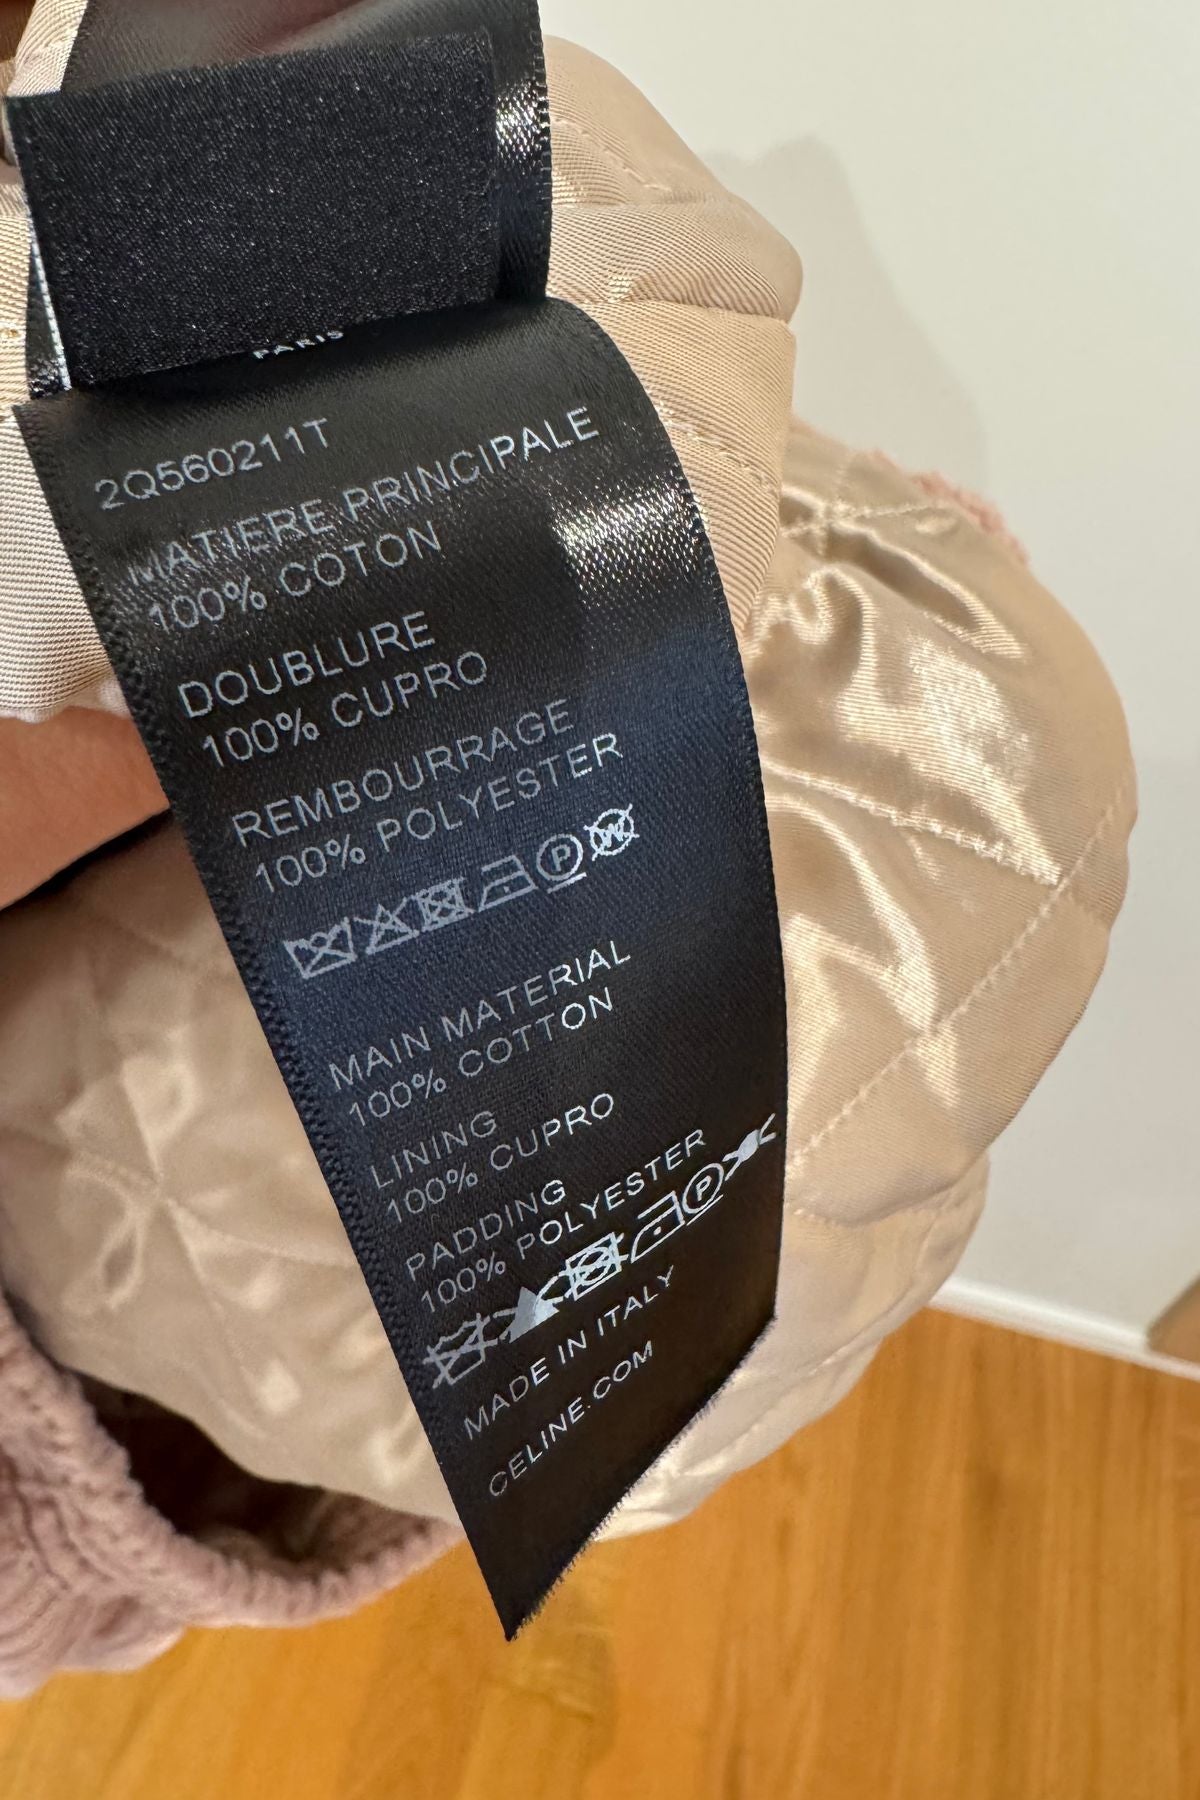 PARIS
2Q560211T
MATIERE PRINCIPALE
100% COTON
DOUBLURE
100% CUPRO
REMBOURRAGE
100% POLYESTER
P W
MAIN MATERIAL
100% COTTON
LINING
100% CUPRO
PADDING
100% POLYESTER
P
MADE IN ITALY
CELINE.COM